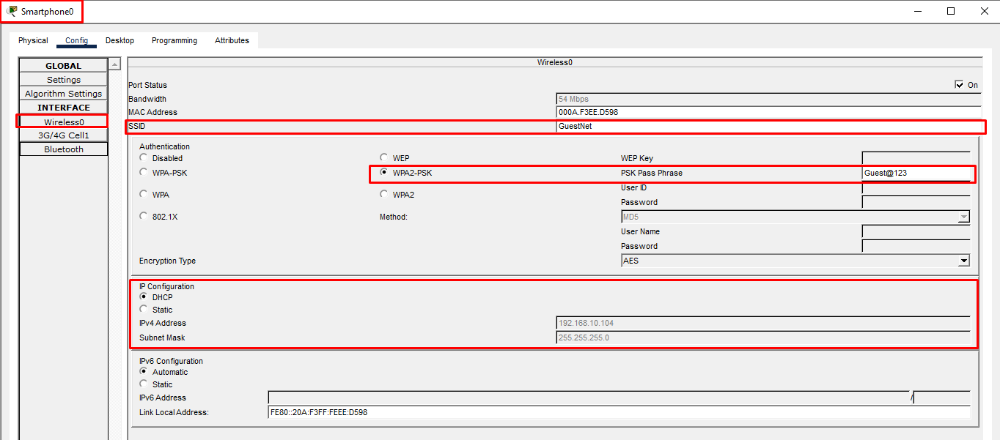 Smartphone0
Physical Config Desktop Programming Attributes
GLOBAL
Settings
Algorithm Settings
INTERFACE
Wireless0
3G/4G Cell1
Bluetooth
Wireless0
Port Status On
Bandwidth 54 Mbps
MAC Address 000A.F3EE.D598
SSID GuestNet
Authentication
Disabled WEP WEP Key
WPA-PSK WPA2-PSK PSK Pass Phrase Guest@123
User ID
WPA WPA2
Password
802.1X Method: MD5
User Name
Password
Encryption Type AES
IP Configuration
DHCP
Static
IPv4 Address 192.168.10.104
Subnet Mask 255.255.255.0
IPv6 Configuration
Automatic
Static
IPv6 Address /
Link Local Address: FE80::20A:F3FF:FEEE:D598